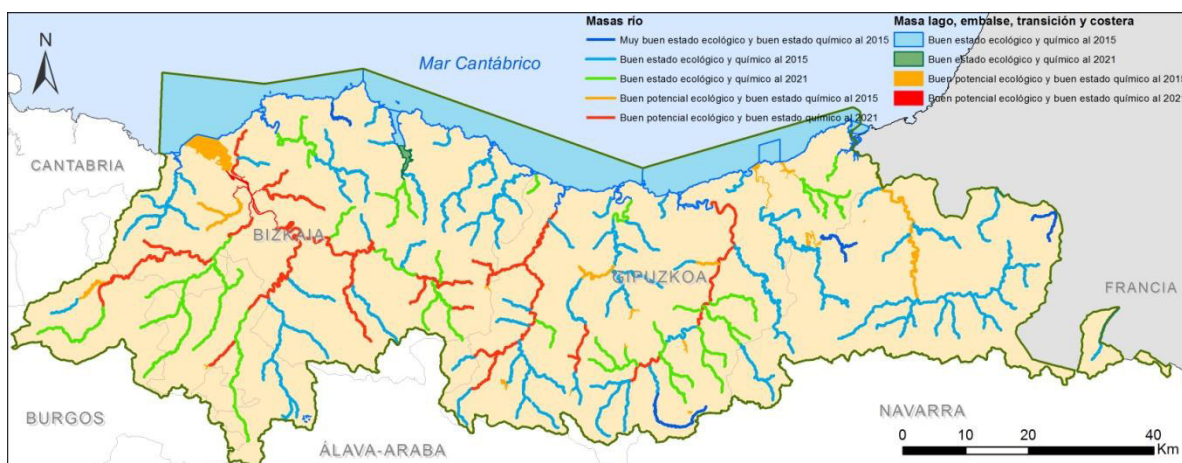 N
Mar Cantábrico
Masas río
Muy buen estado ecológico y buen estado químico al 2015
Buen estado ecológico y químico al 2015
Buen estado ecológico y químico al 2021
Buen potencial ecológico y buen estado químico al 2015
Buen potencial ecológico y buen estado químico al 2021
Masa lago, embalse, transición y costera
Buen estado ecológico y químico al 2015
Buen estado ecológico y químico al 2021
Buen potencial ecológico y buen estado químico al 2015
Buen potencial ecológico y buen estado químico al 2021
CANTABRIA
BIZKAIA
GIPUZKOA
FRANCIA
BURGOS
ÁLAVA-ARABA
NAVARRA
0 10 20 40
Km